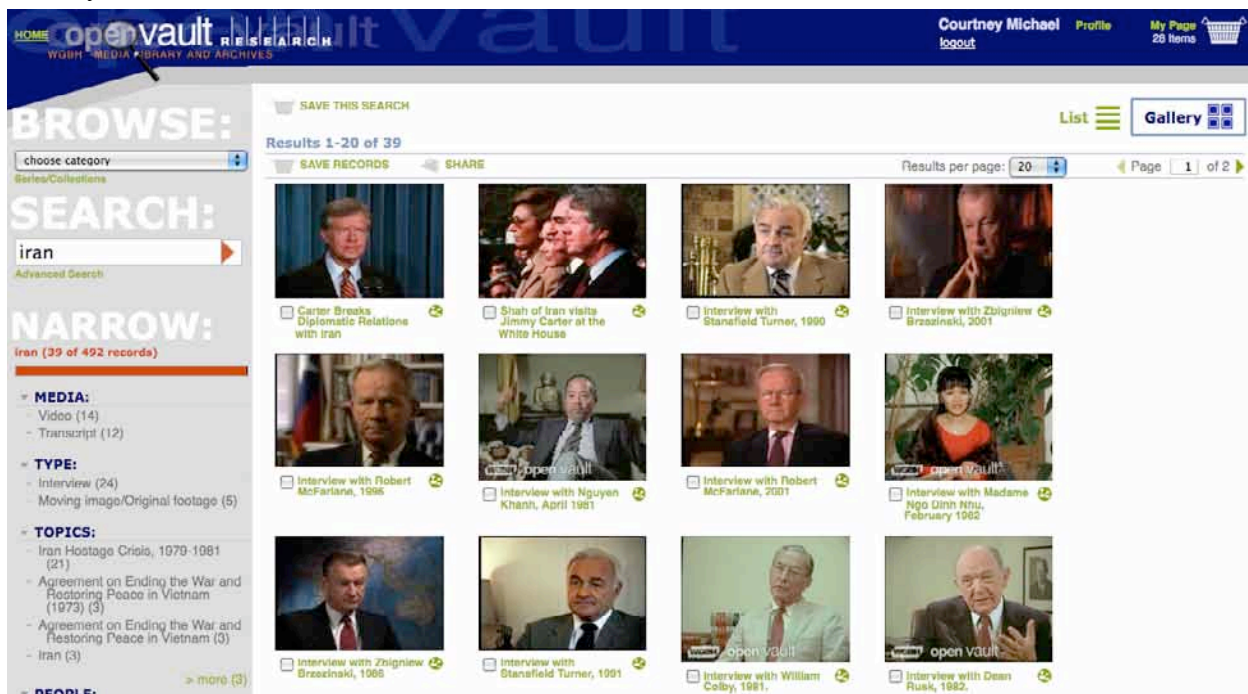 HOME
openvault RESEARCH
WGBH MEDIA LIBRARY AND ARCHIVES
Courtney Michael
logout
Profile
My Page
28 Items
BROWSE:
choose category
Series/Collections
SEARCH:
iran
Advanced Search
NARROW:
iran (39 of 492 records)
MEDIA:
- Video (14)
- Transcript (12)
TYPE:
- Interview (24)
- Moving image/Original footage (5)
TOPICS:
- Iran Hostage Crisis, 1979-1981
(21)
- Agreement on Ending the War and
Restoring Peace in Vietnam
(1973) (3)
- Agreement on Ending the War and
Restoring Peace in Vietnam (3)
- Iran (3)
> more (3)
PEOPLE:
SAVE THIS SEARCH
List
Gallery
Results 1-20 of 39
SAVE RECORDS
SHARE
Results per page: 20
Page 1 of 2
Carter Breaks
Diplomatic Relations
with Iran
Shah of Iran visits
Jimmy Carter at the
White House
Interview with
Stansfield Turner, 1990
Interview with Zbigniew
Brzezinski, 2001
Interview with Robert
McFarlane, 1996
open vault
Interview with Nguyen
Khanh, April 1981
Interview with Robert
McFarlane, 2001
open vault
Interview with Madame
Ngo Dinh Nhu,
February 1982
Interview with Zbigniew
Brzezinski, 1986
Interview with
Stansfield Turner, 1991
open vault
Interview with William
Colby, 1981.
open vault
Interview with Dean
Rusk, 1982.